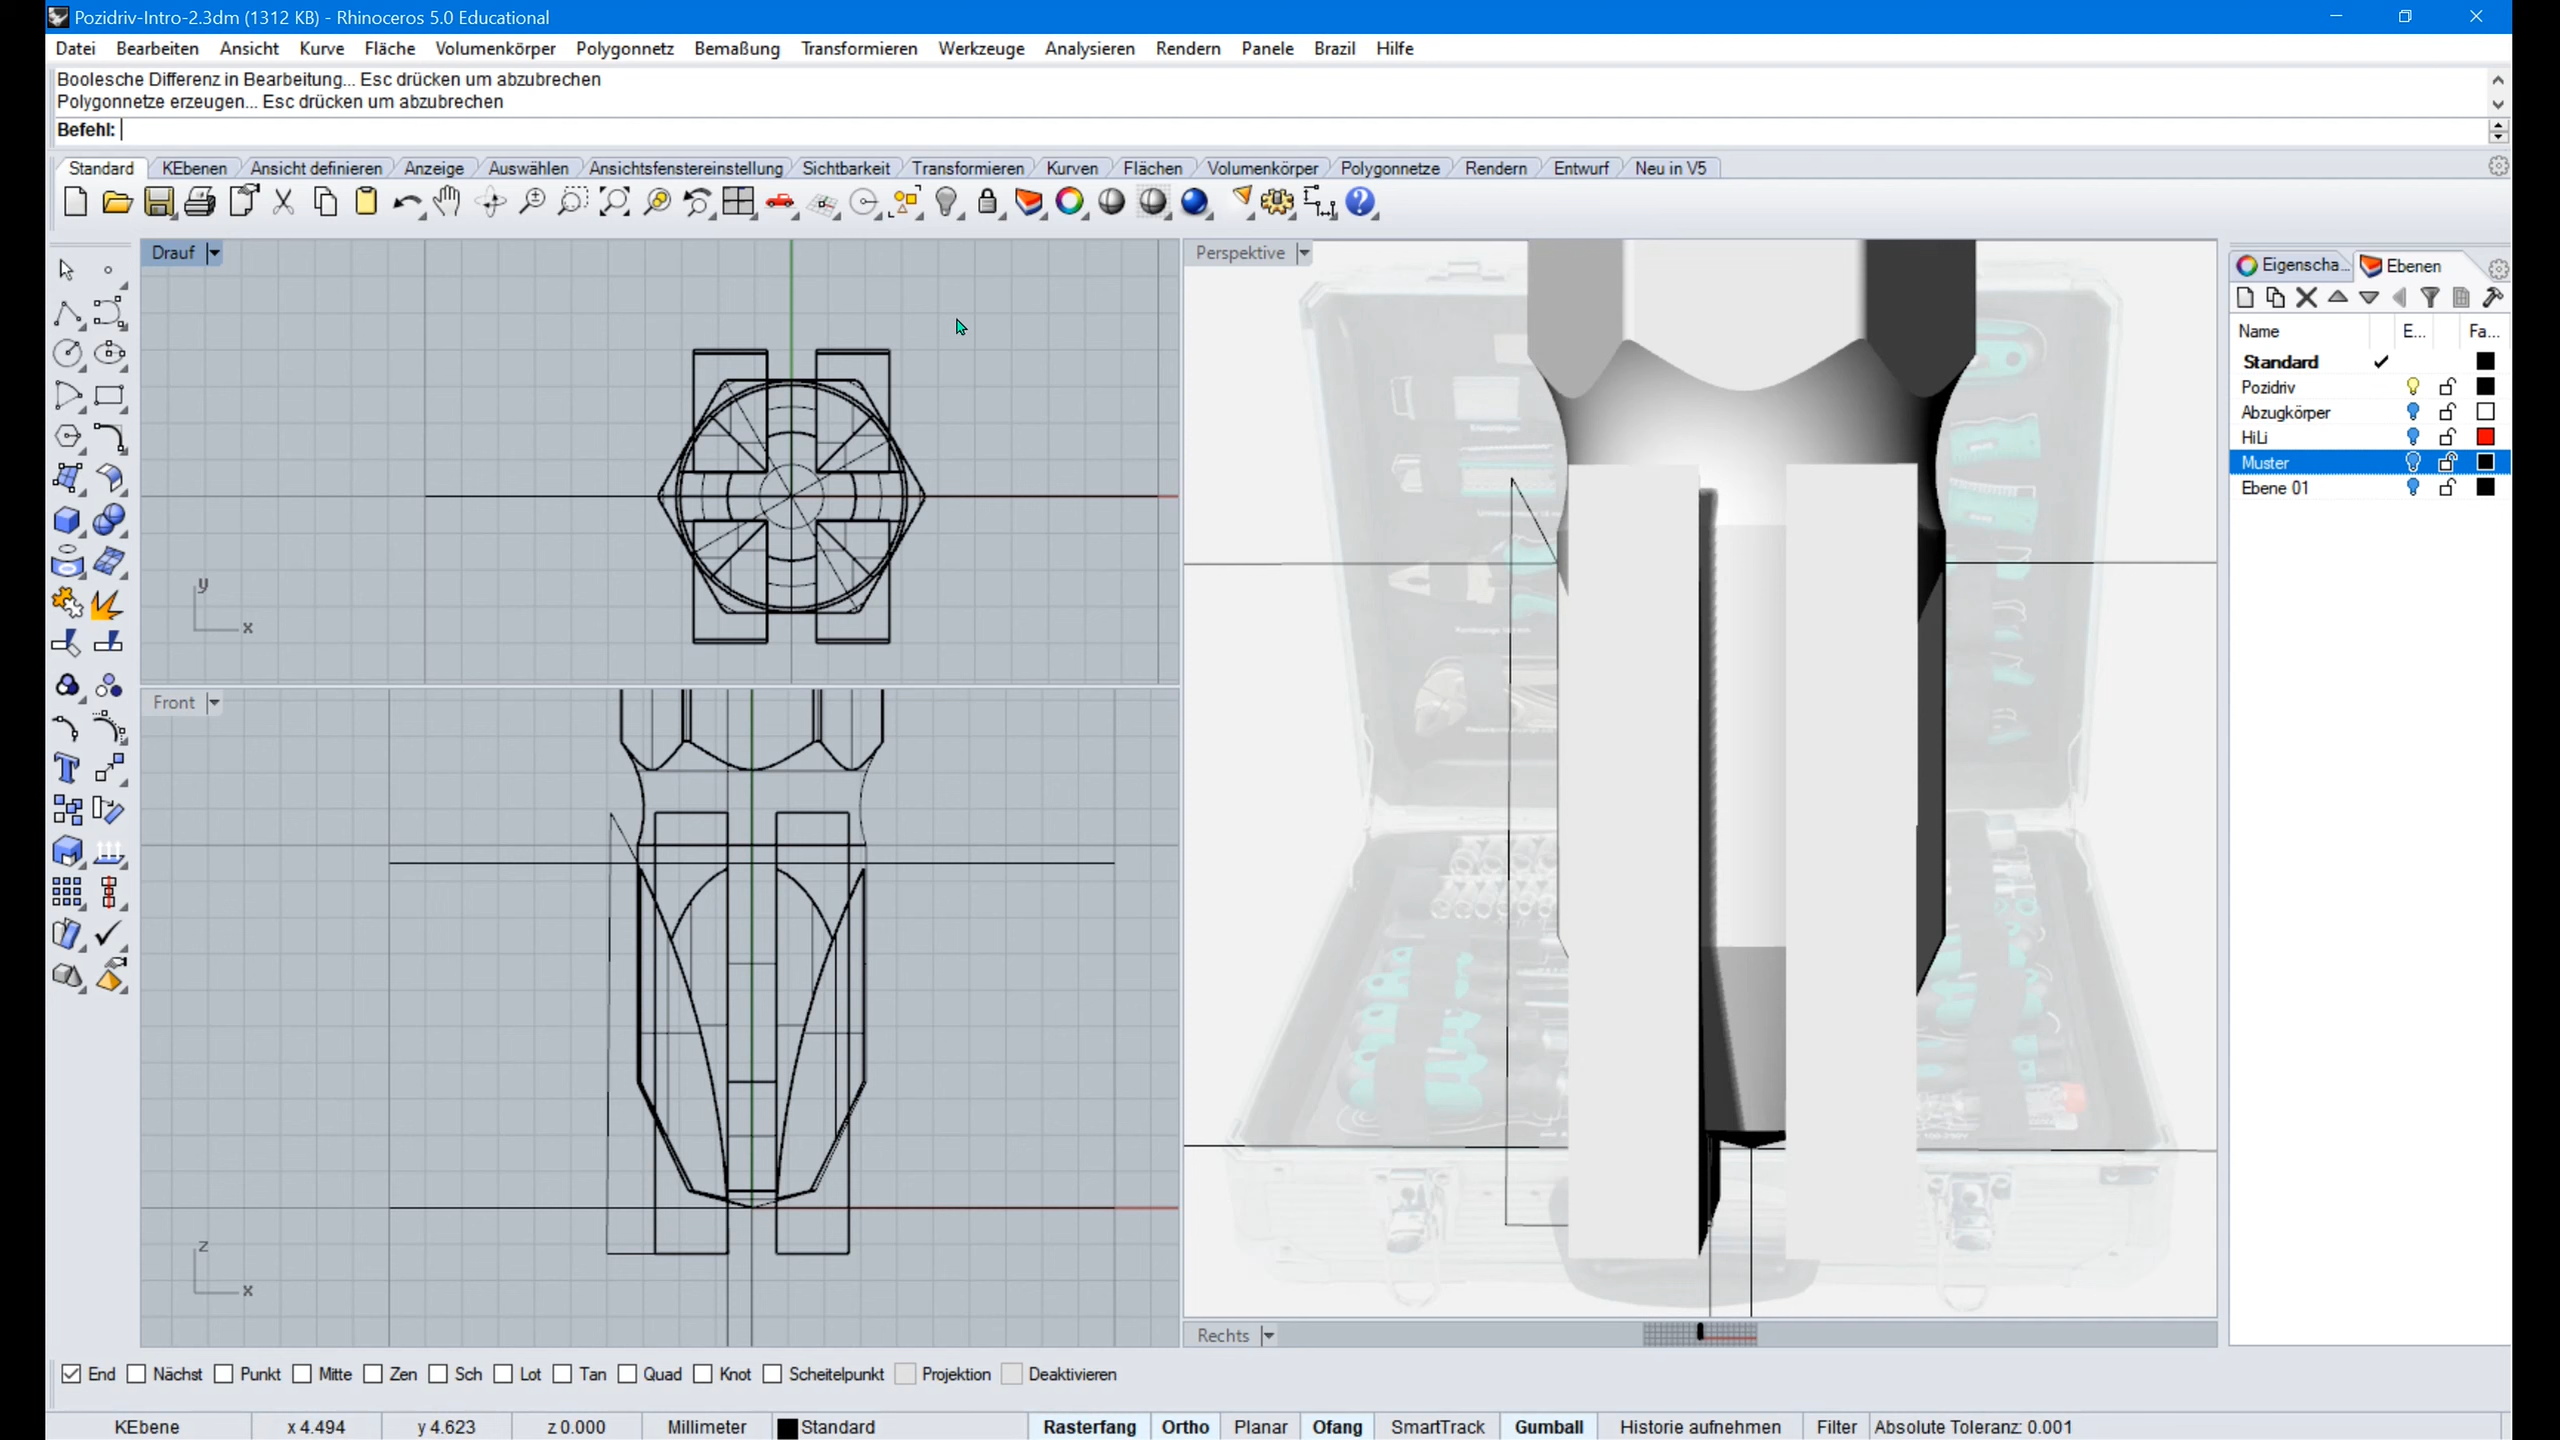 Pozidriv-Intro-2.3dm (1312 KB) - Rhinoceros 5.0 Educational
Datei Bearbeiten Ansicht Kurve Fläche Volumenkörper Polygonnetz Bemaßung Transformieren Werkzeuge Analysieren Rendern Panele Brazil Hilfe
Boolesche Differenz in Bearbeitung... Esc drücken um abzubrechen
Polygonnetze erzeugen... Esc drücken um abzubrechen
Befehl:
Standard KEbenen Ansicht definieren Anzeige Auswählen Ansichtsfenstereinstellung Sichtbarkeit Transformieren Kurven Flächen Volumenkörper Polygonnetze Rendern Entwurf Neu in V5
Drauf
Perspektive
Eigenscha... Ebenen
Name E... Fa...
Standard
Pozidriv
Abzugkörper
HiLi
Muster
Ebene 01
y
x
Front
z
x
Rechts
End Nächst Punkt Mitte Zen Sch Lot Tan Quad Knot Scheitelpunkt Projektion Deaktivieren
KEbene x 4.494 y 4.623 z 0.000 Millimeter Standard Rasterfang Ortho Planar Ofang SmartTrack Gumball Historie aufnehmen Filter Absolute Toleranz: 0.001